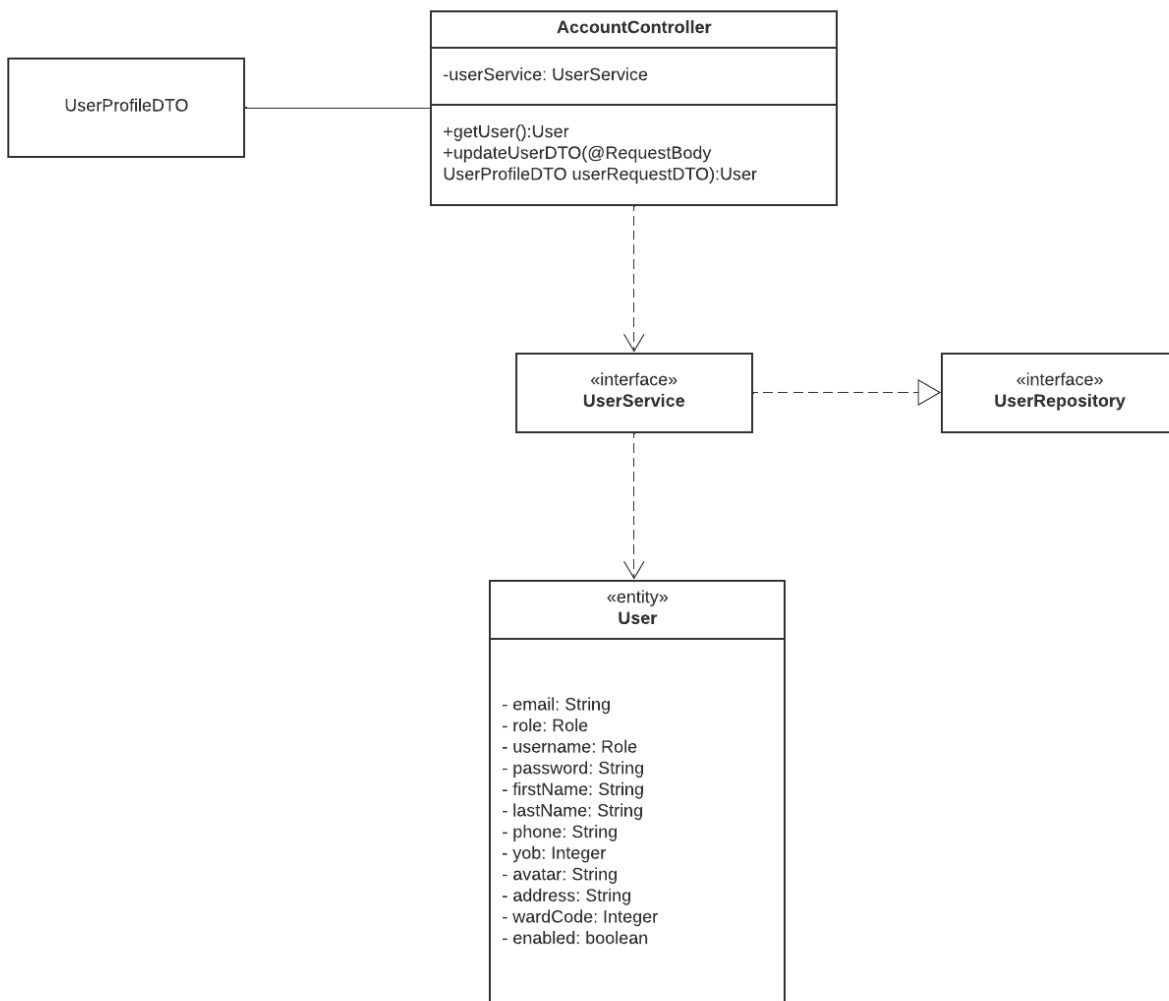 AccountController
-userService: UserService
UserProfileDTO
+getUser():User
+updateUserDTO(@RequestBody
UserProfileDTO userRequestDTO):User
«interface»
UserService
«interface»
UserRepository
«entity»
User
- email: String
- role: Role
- username: Role
- password: String
- firstName: String
- lastName: String
- phone: String
- yob: Integer
- avatar: String
- address: String
- wardCode: Integer
- enabled: boolean